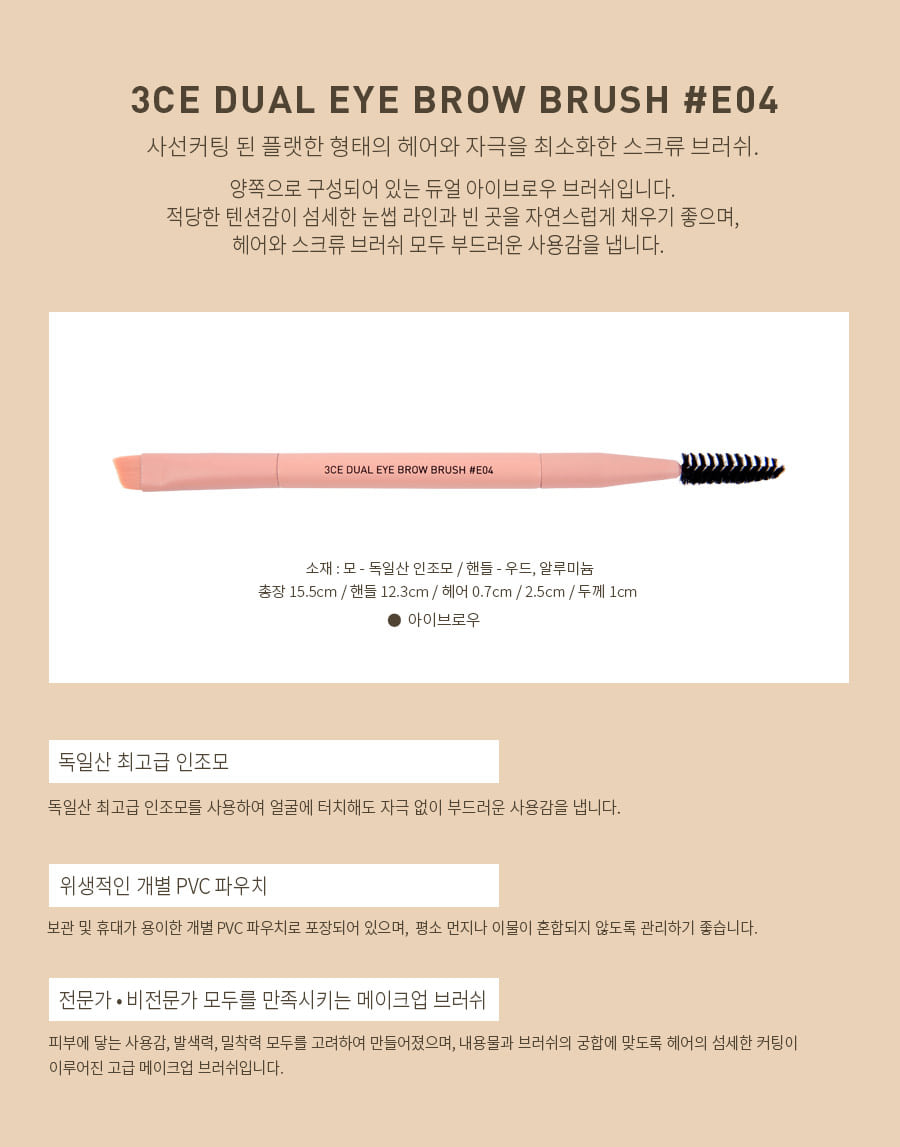 3CE DUAL EYE BROW BRUSH #E04
사선커팅 된 플랫한 형태의 헤어와 자극을 최소화한 스크류 브러쉬.
양쪽으로 구성되어 있는 듀얼 아이브로우 브러쉬입니다.
적당한 텐션감이 섬세한 눈썹 라인과 빈 곳을 자연스럽게 채우기 좋으며,
헤어와 스크류 브러쉬 모두 부드러운 사용감을 냅니다.
3CE DUAL EYE BROW BRUSH #E04
소재 : 모 - 독일산 인조모 / 핸들 - 우드, 알루미늄
총장 15.5cm / 핸들 12.3cm / 헤어 0.7cm / 2.5cm / 두께 1cm
● 아이브로우
독일산 최고급 인조모
독일산 최고급 인조모를 사용하여 얼굴에 터치해도 자극 없이 부드러운 사용감을 냅니다.
위생적인 개별 PVC 파우치
보관 및 휴대가 용이한 개별 PVC 파우치로 포장되어 있으며, 평소 먼지나 이물이 혼합되지 않도록 관리하기 좋습니다.
전문가 • 비전문가 모두를 만족시키는 메이크업 브러쉬
피부에 닿는 사용감, 발색력, 밀착력 모두를 고려하여 만들어졌으며, 내용물과 브러쉬의 궁합에 맞도록 헤어의 섬세한 커팅이
이루어진 고급 메이크업 브러쉬입니다.